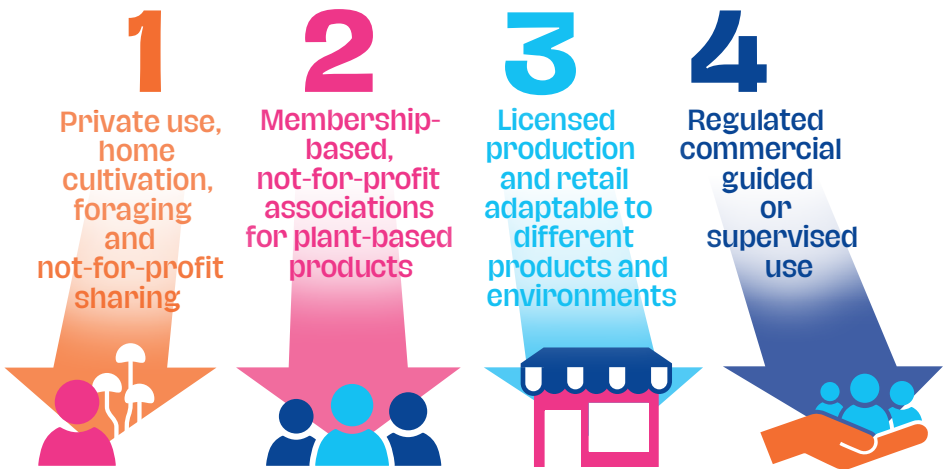 1
Private use,
home
cultivation,
foraging
and
not-for-profit
sharing
2
Membership-
based,
not-for-profit
associations
for plant-based
products
3
Licensed
production
and retail
adaptable to
different
products and
environments
4
Regulated
commercial
guided
or
supervised
use